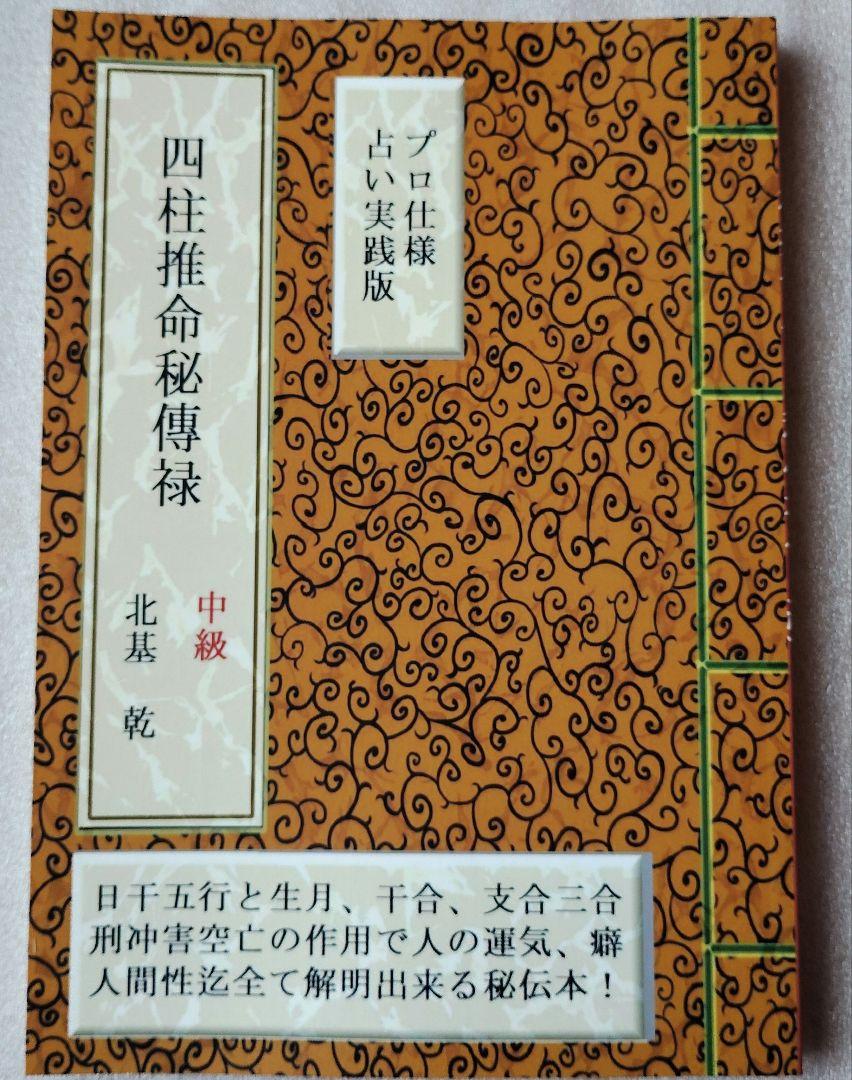 プロ仕様
占い実践版
四柱推命秘傳禄
中級
北基 乾
日干五行と生月、干合、支合三合
刑冲害空亡の作用で人の運気、癖
人間性迄全て解明出来る秘伝本！